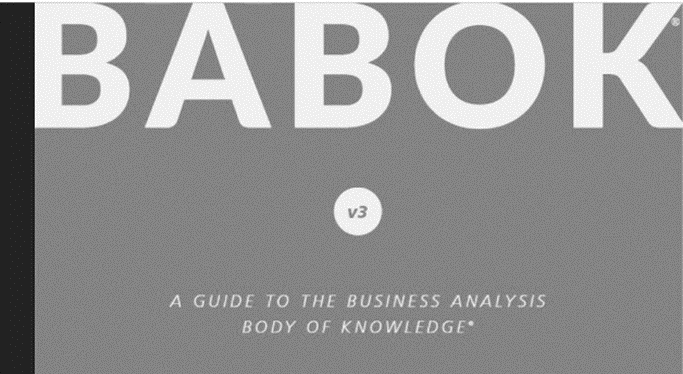 BABOK®
v3
A GUIDE TO THE BUSINESS ANALYSIS
BODY OF KNOWLEDGE®